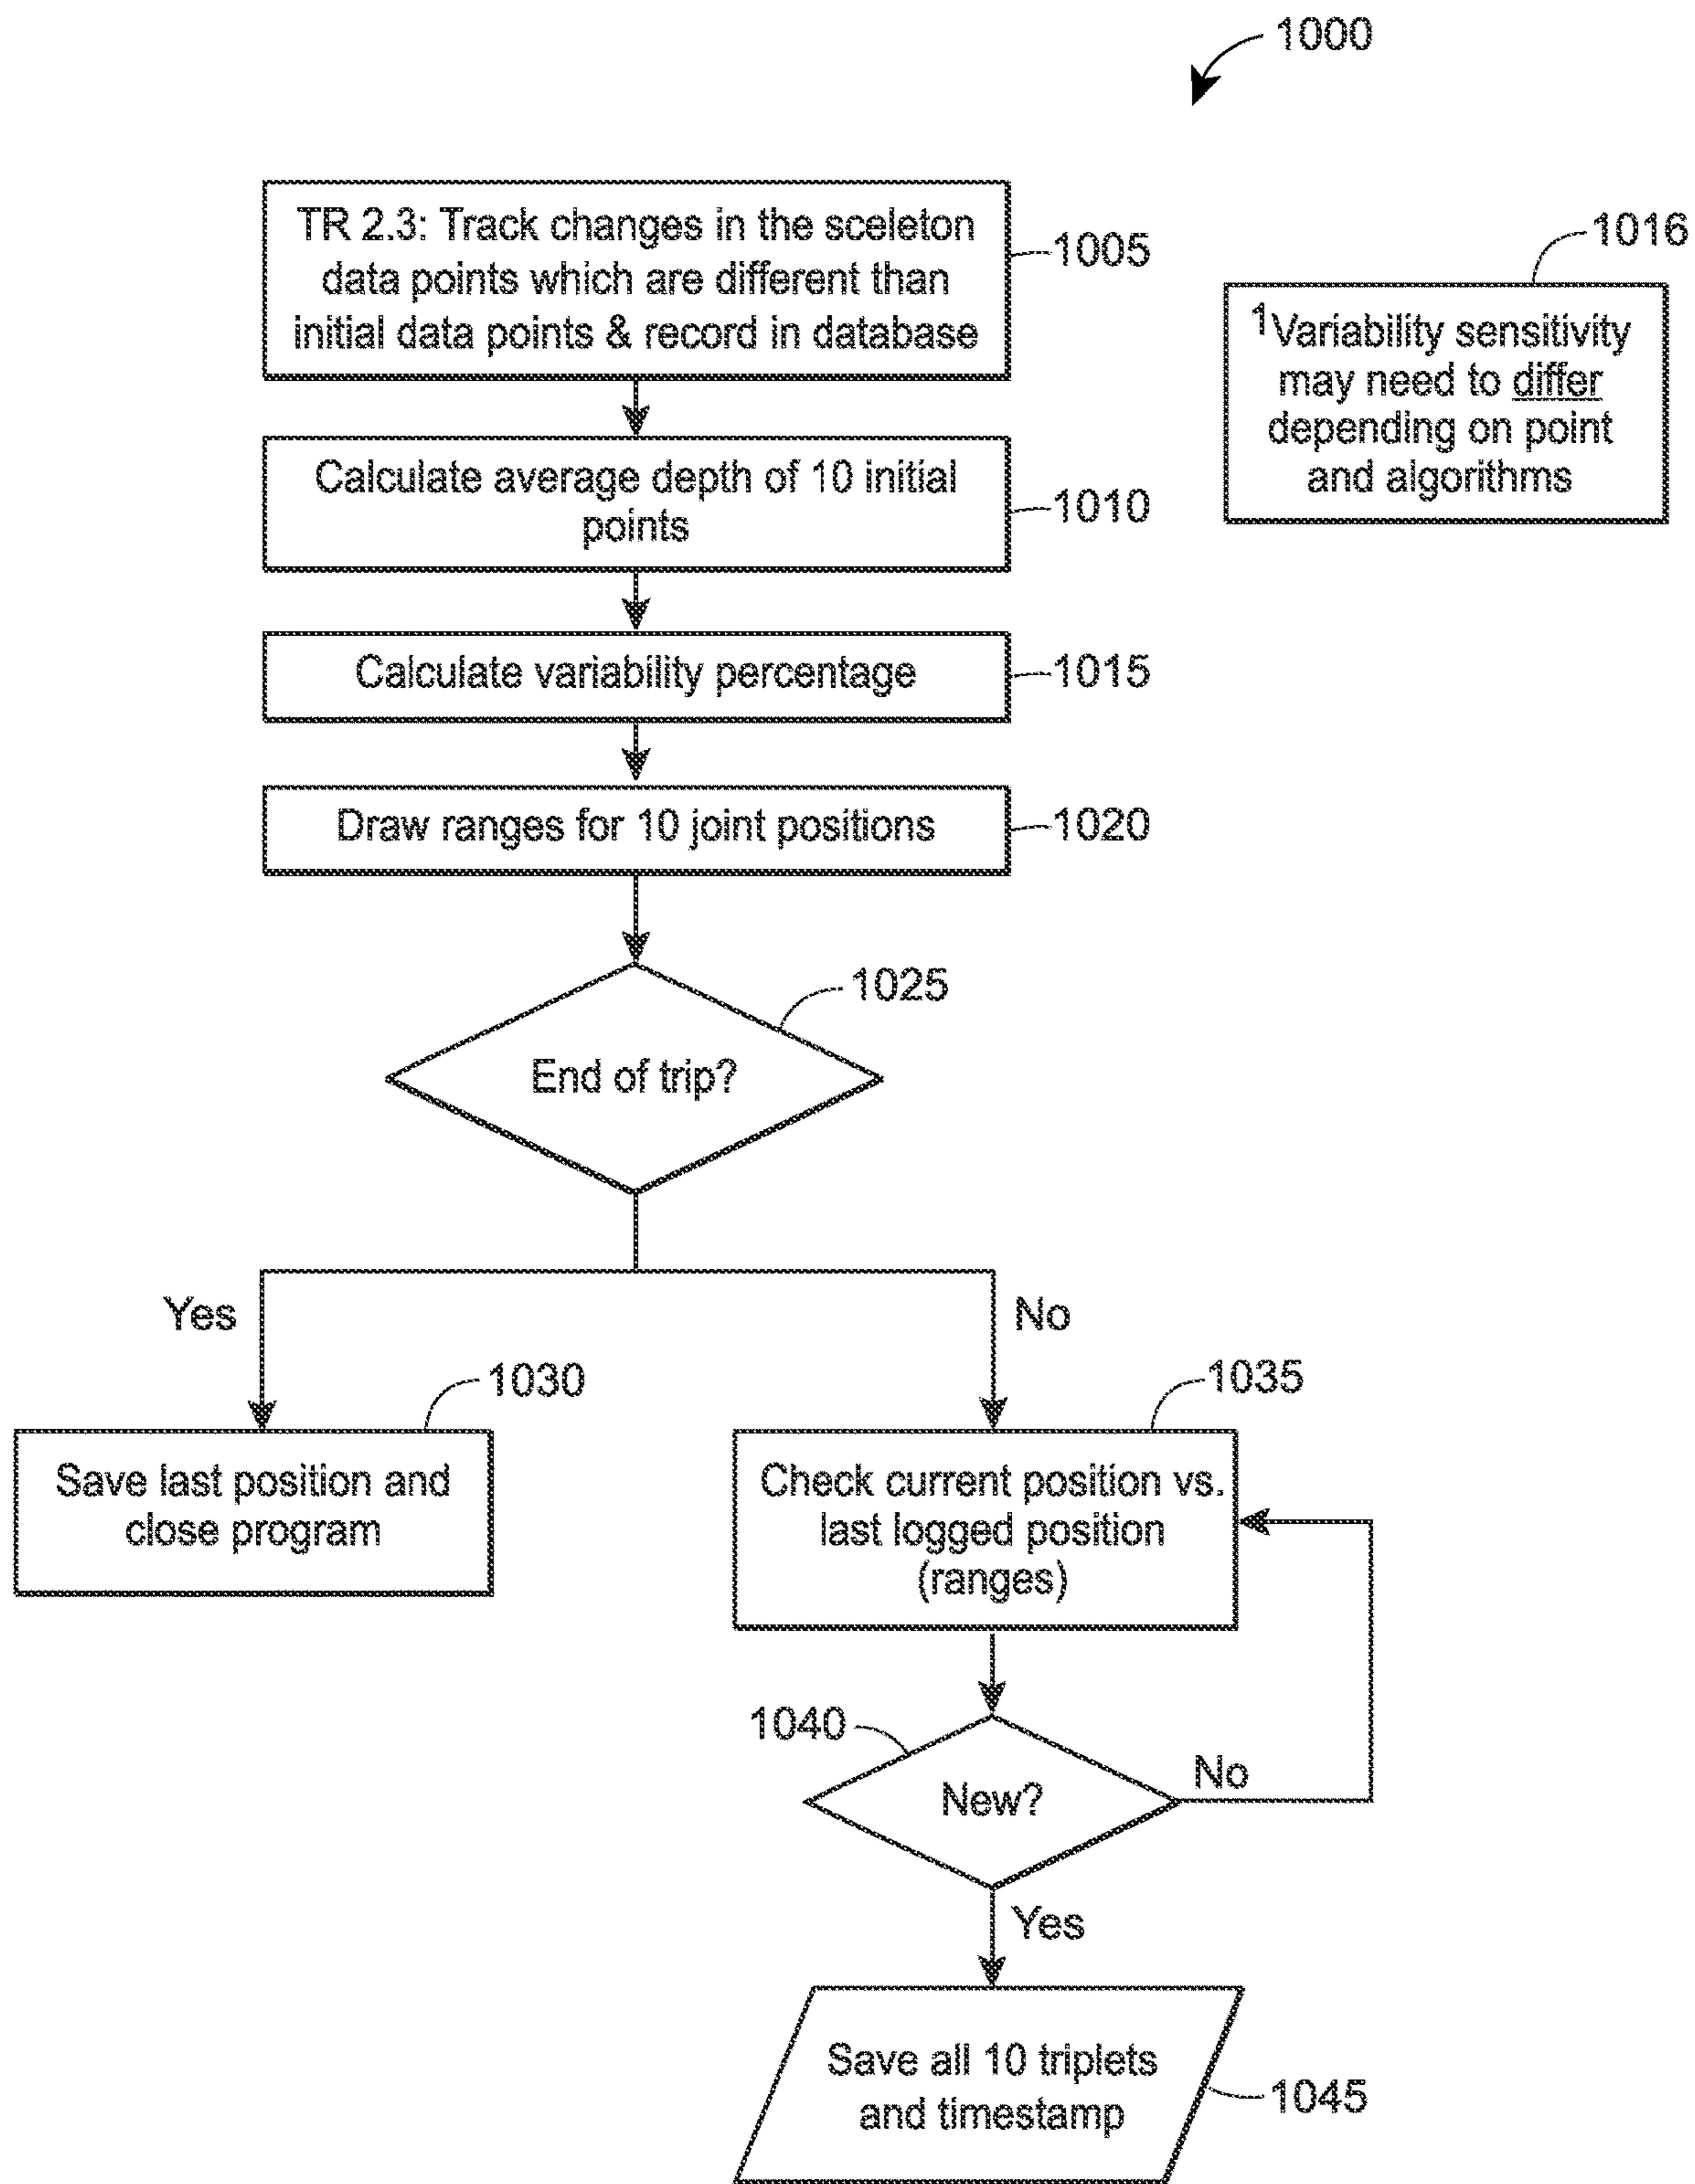 1000
TR 2.3: Track changes in the sceleton
data points which are different than
initial data points & record in database
1005
1016
1Variability sensitivity
may need to differ
depending on point
and algorithms
Calculate average depth of 10 initial
points
1010
Calculate variability percentage
1015
Draw ranges for 10 joint positions
1020
1025
End of trip?
Yes
No
1030
1035
Save last position and
close program
Check current position vs.
last logged position
(ranges)
1040
New?
No
Yes
Save all 10 triplets
and timestamp
1045